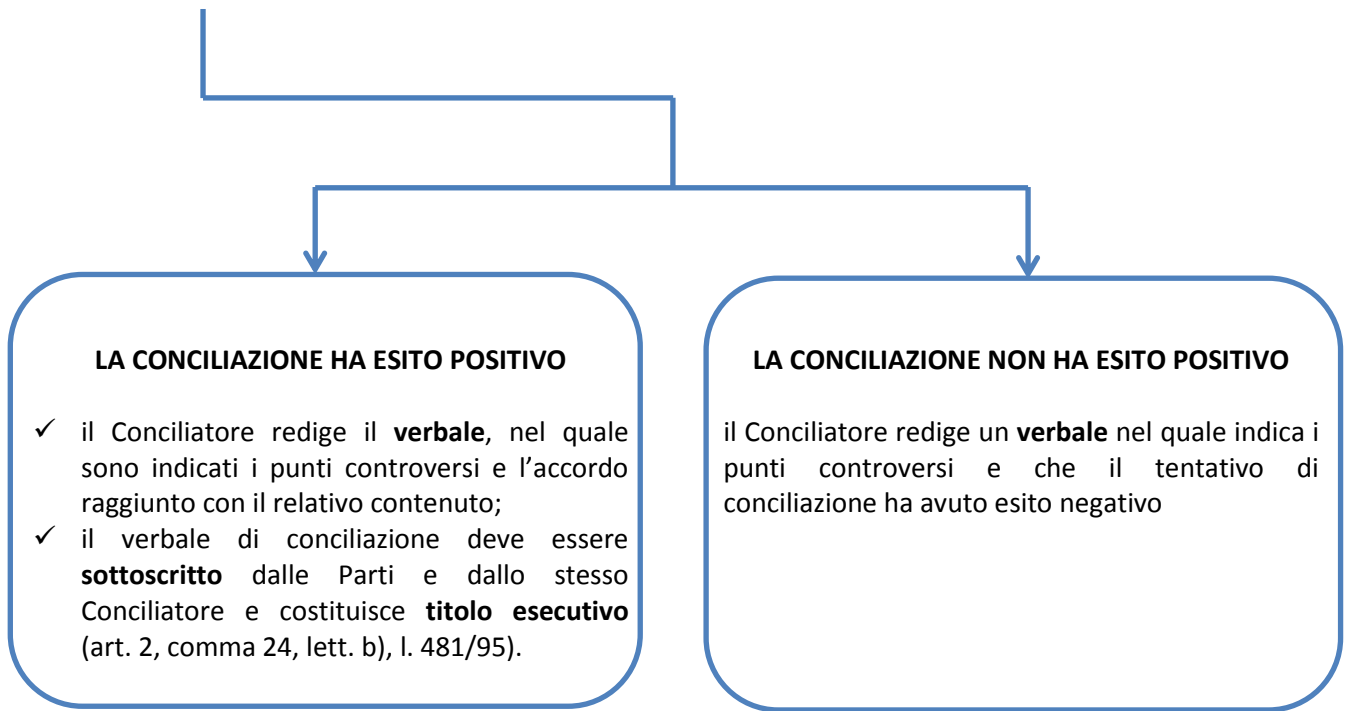 LA CONCILIAZIONE HA ESITO POSITIVO
✓ il Conciliatore redige il verbale, nel quale
sono indicati i punti controversi e l’accordo
raggiunto con il relativo contenuto;
✓ il verbale di conciliazione deve essere
sottoscritto dalle Parti e dallo stesso
Conciliatore e costituisce titolo esecutivo
(art. 2, comma 24, lett. b), l. 481/95).
LA CONCILIAZIONE NON HA ESITO POSITIVO
il Conciliatore redige un verbale nel quale indica i
punti controversi e che il tentativo di
conciliazione ha avuto esito negativo